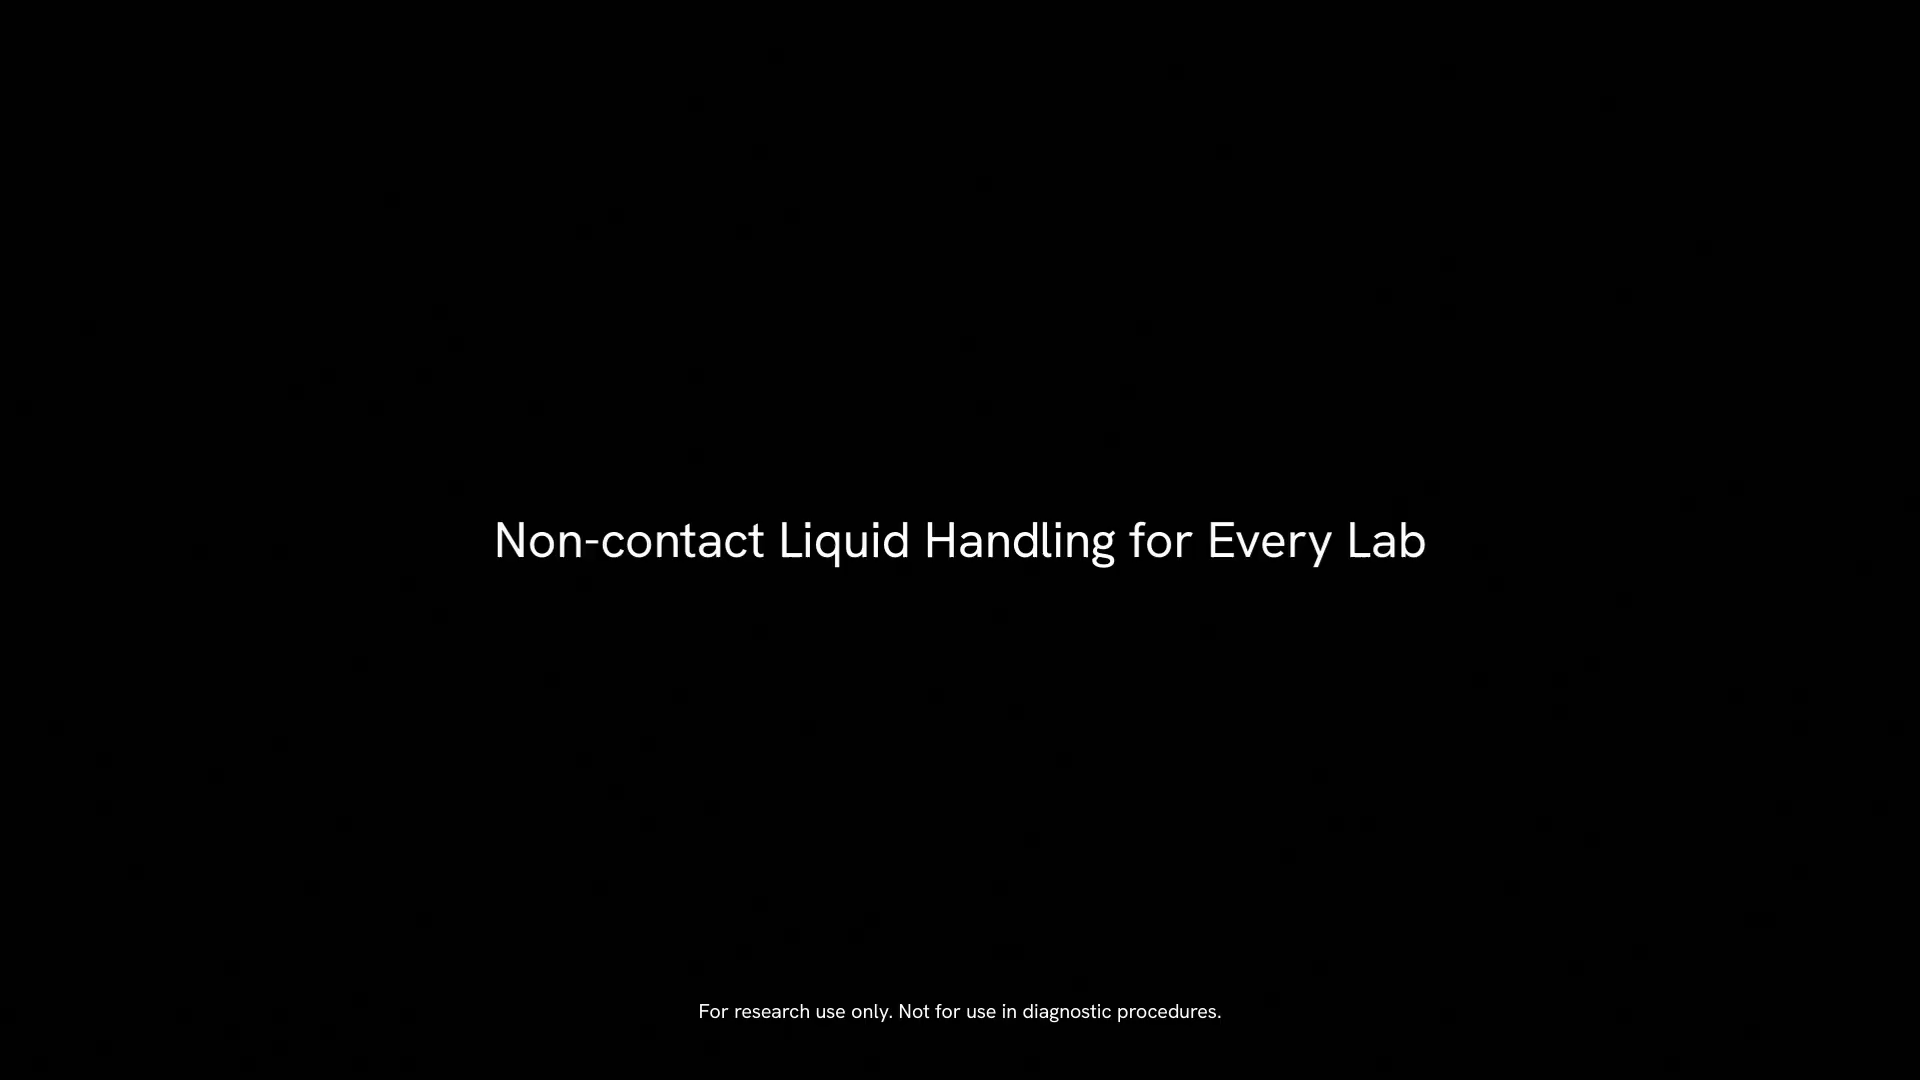 Non-contact Liquid Handling for Every Lab
For research use only. Not for use in diagnostic procedures.